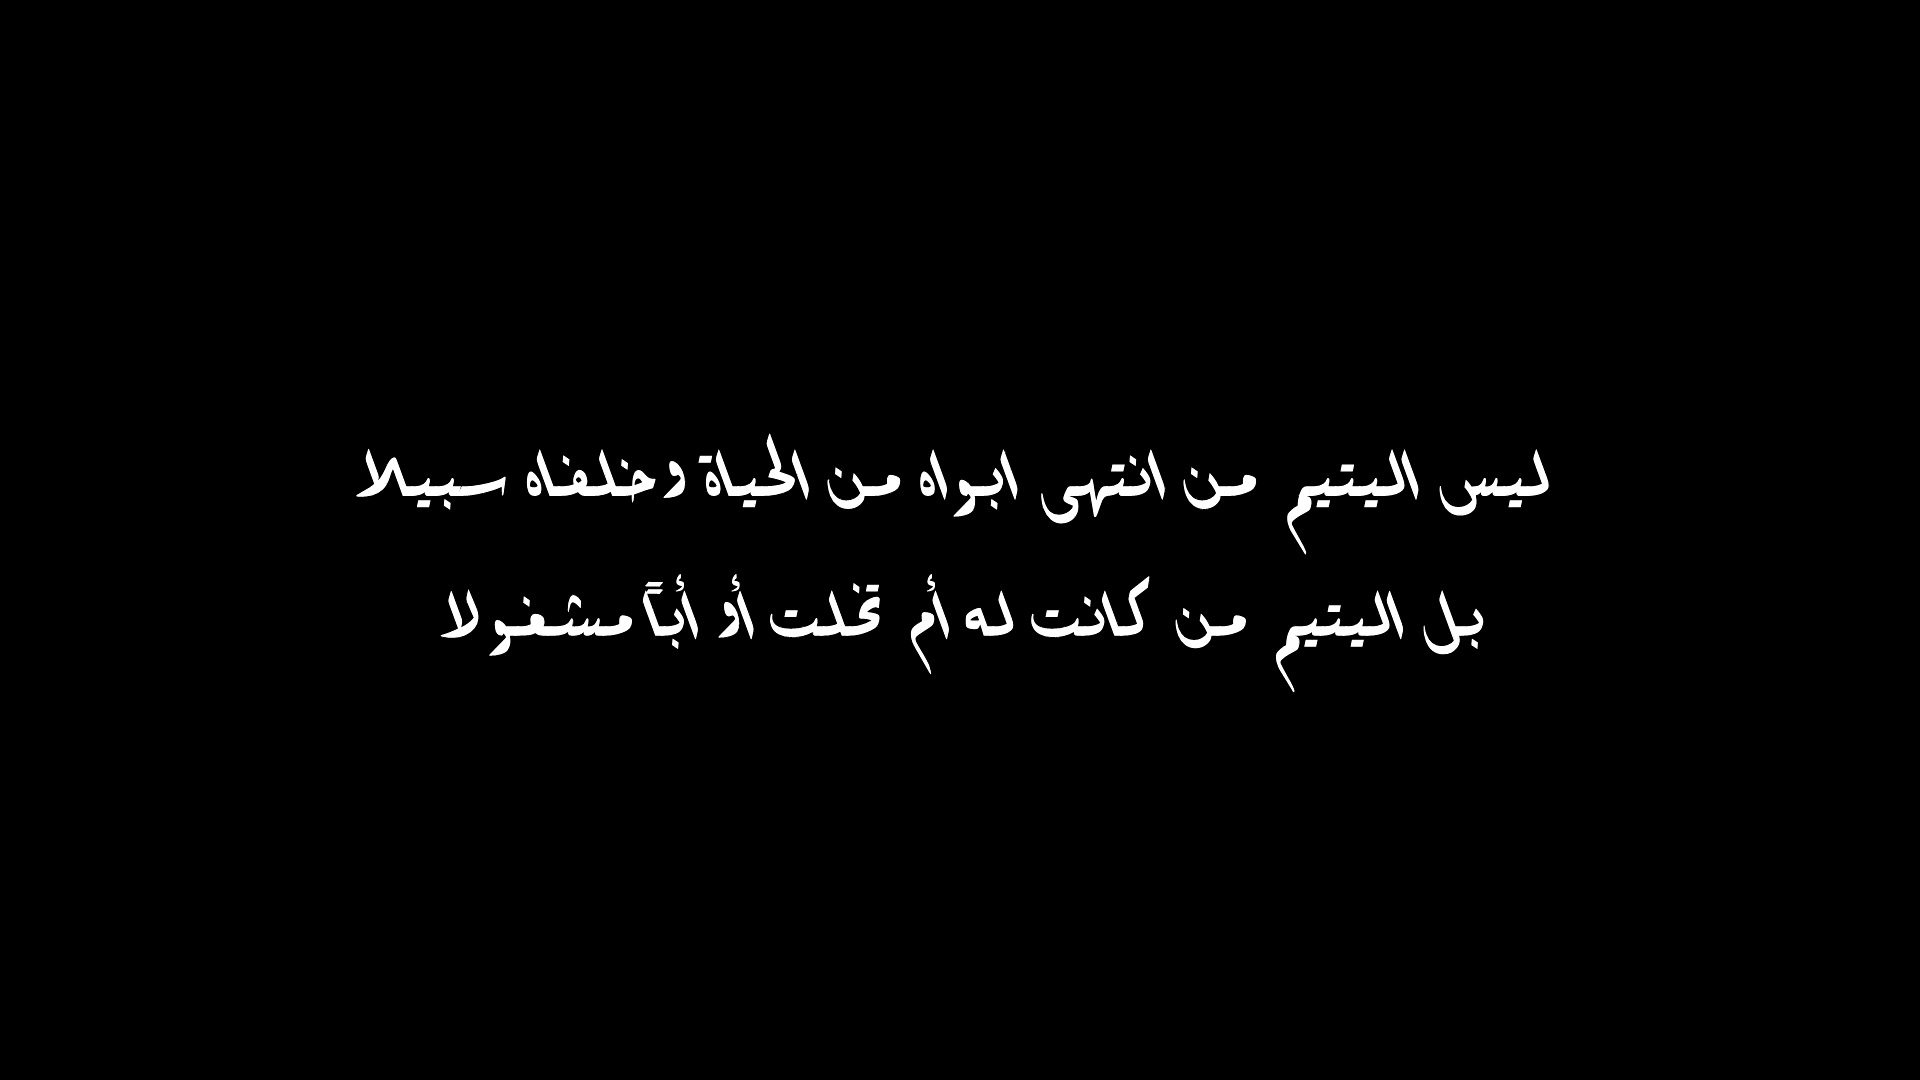 ليس اليتيم من انتهى ابواه من الحياة وخلفاه سبيلا
بل اليتيم من كانت له أم تخلت أو أباً مشغولا